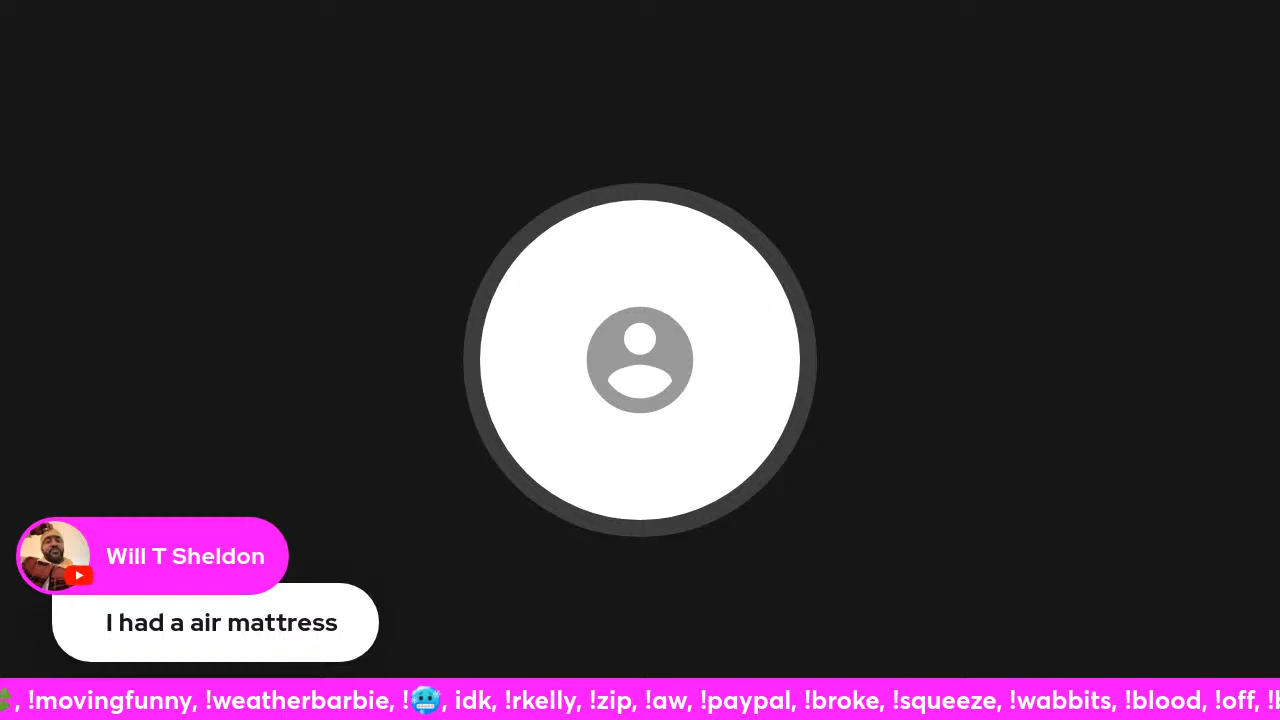 Will T Sheldon
I had a air mattress
, !movingfunny, !weatherbarbie, !🥶, idk, !rkelly, !zip, !aw, !paypal, !broke, !squeeze, !wabbits, !blood, !off,